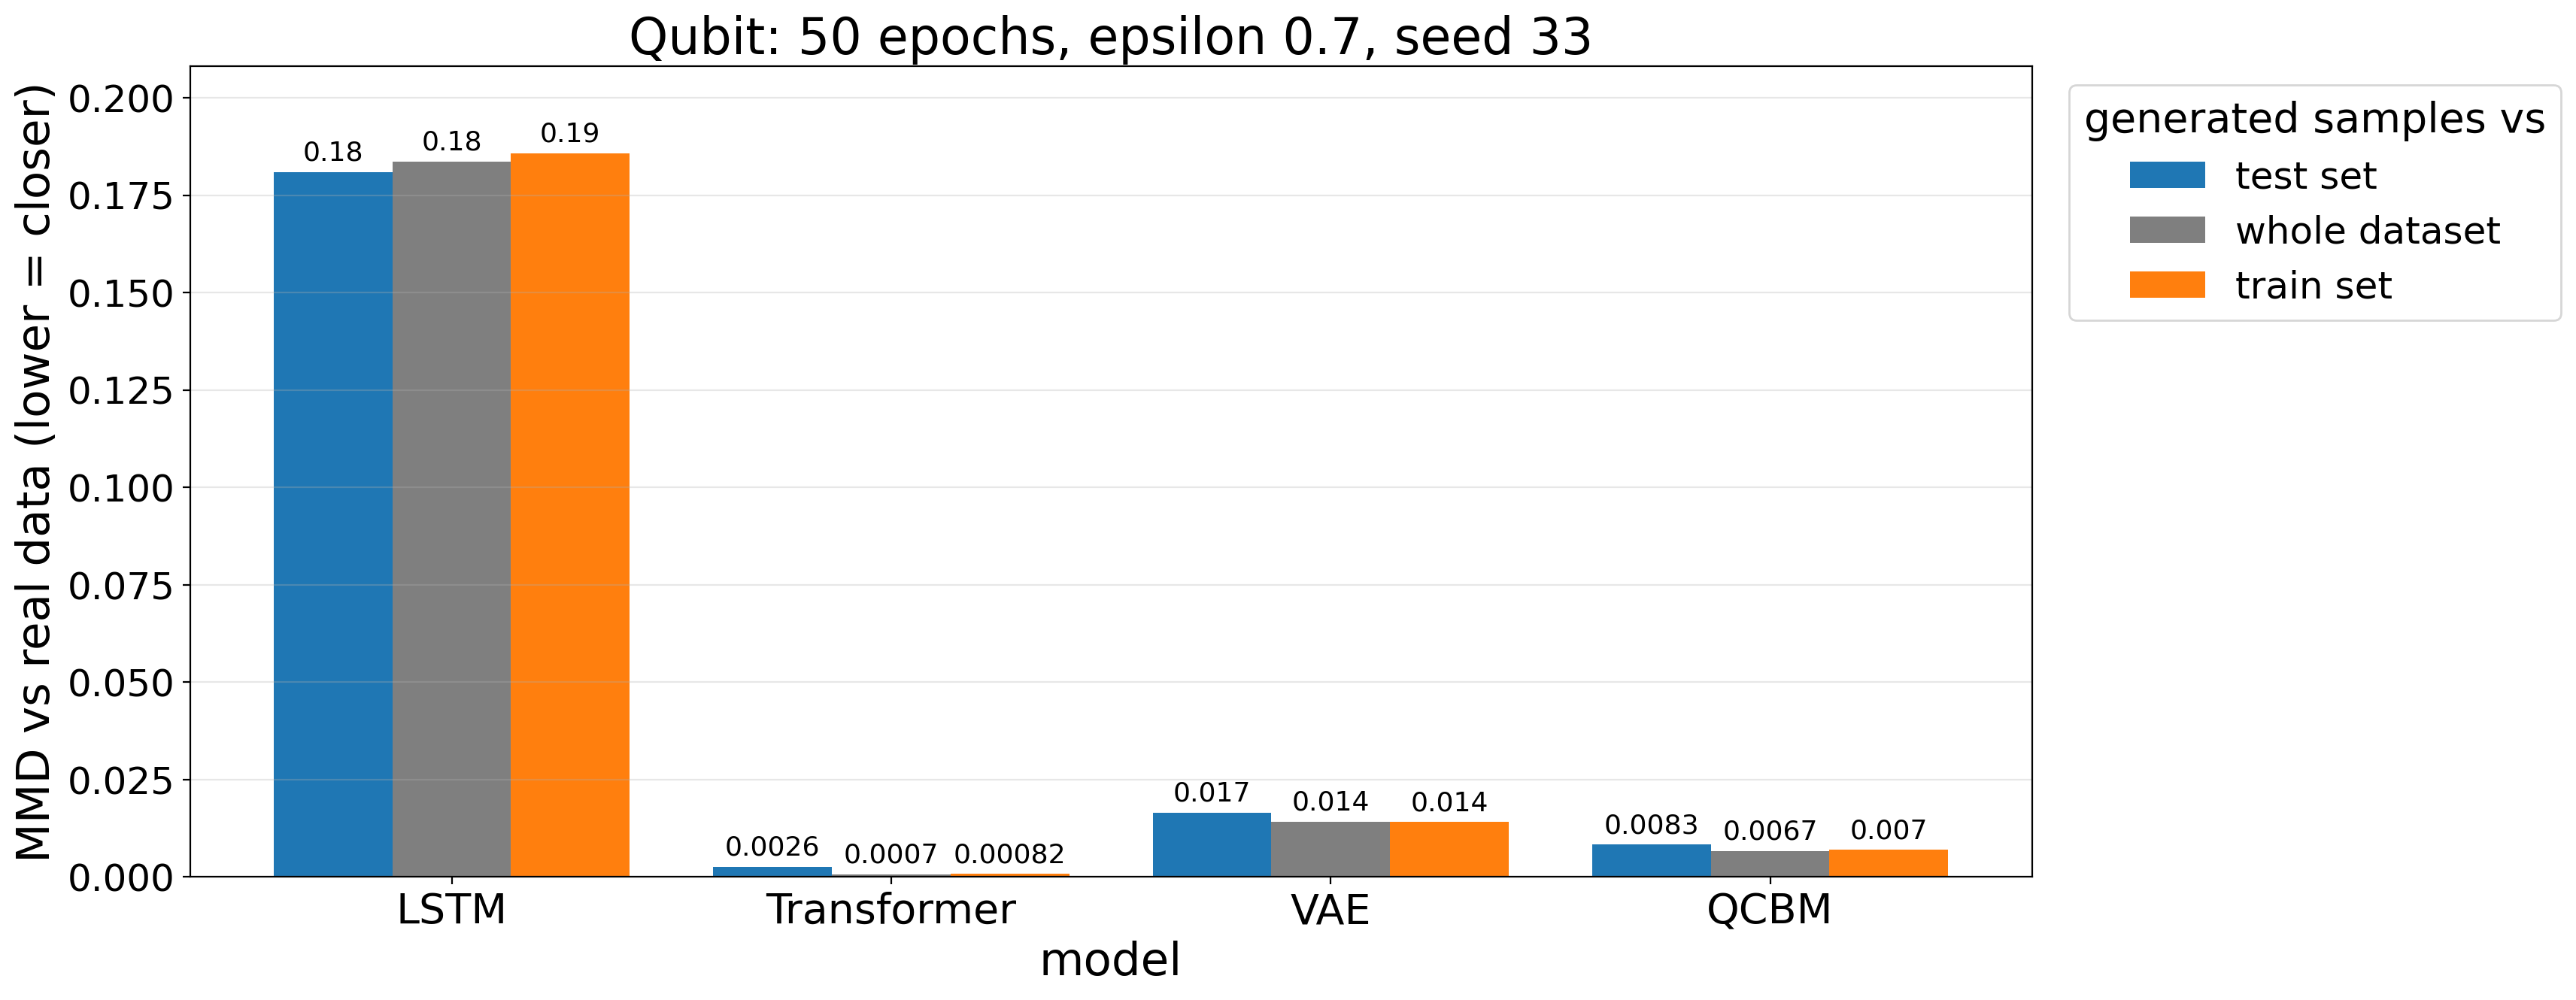 Qubit: 50 epochs, epsilon 0.7, seed 33
MMD vs real data (lower = closer)
0.200
0.175
0.150
0.125
0.100
0.075
0.050
0.025
0.000
0.18
0.18
0.19
0.0026
0.0007
0.00082
0.017
0.014
0.014
0.0083
0.0067
0.007
LSTM
Transformer
VAE
QCBM
model
generated samples vs
test set
whole dataset
train set